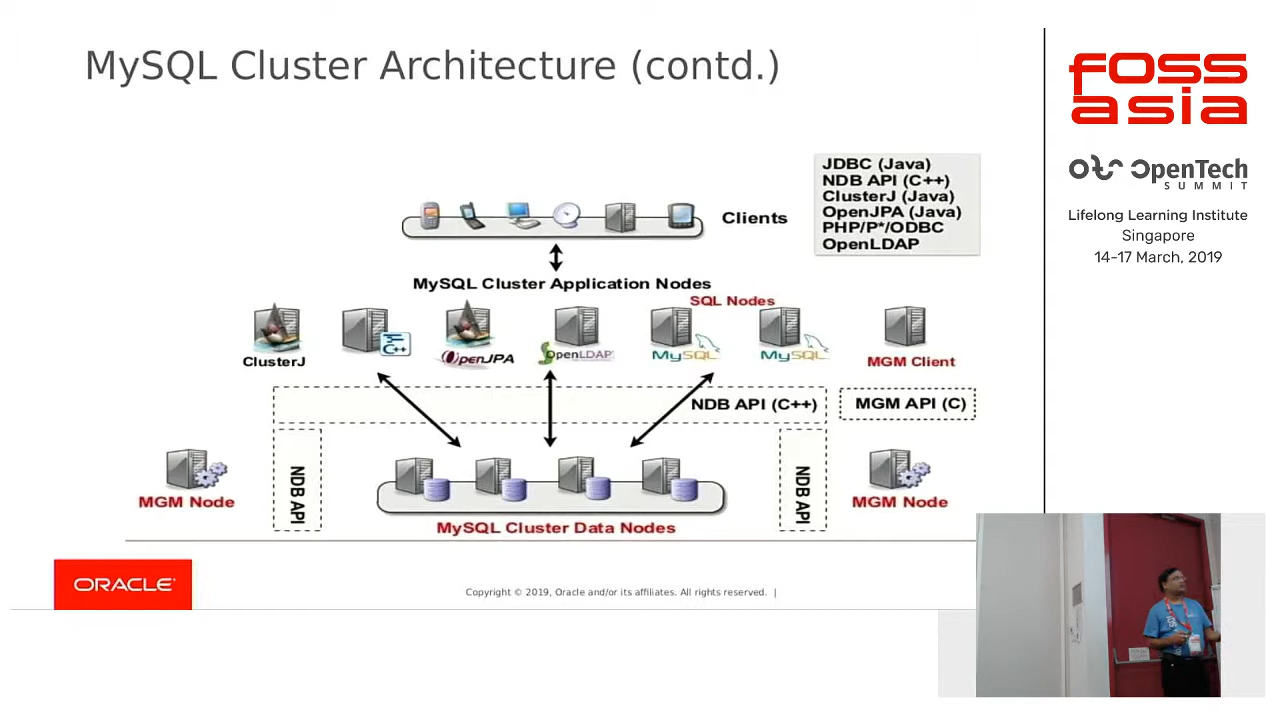 MySQL Cluster Architecture (contd.)
JDBC (Java)
NDB API (C++)
ClusterJ (Java)
OpenJPA (Java)
PHP/P*/ODBC
OpenLDAP
Clients
MySQL Cluster Application Nodes
SQL Nodes
ClusterJ
C++
OpenJPA
OpenLDAP
MySQL
MySQL
MGM Client
NDB API (C++)
MGM API (C)
MGM Node
NDB API
NDB API
MGM Node
MySQL Cluster Data Nodes
ORACLE
Copyright © 2019, Oracle and/or its affiliates. All rights reserved. |
FOSS
asia
OpenTech
SUMMIT
Lifelong Learning Institute
Singapore
14-17 March, 2019